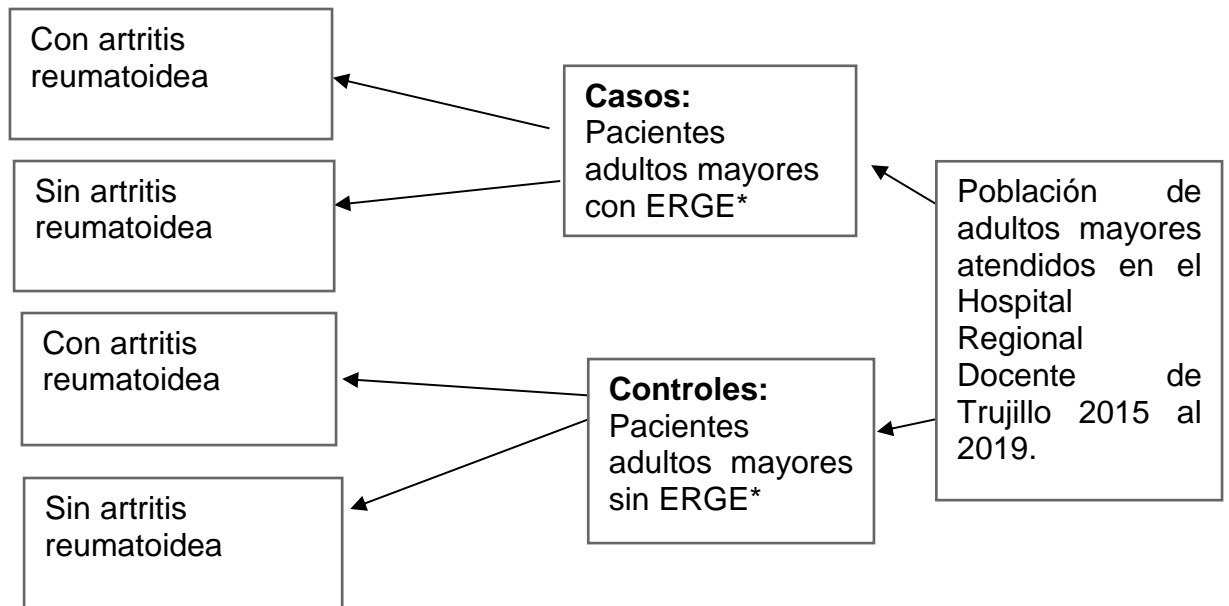 Con artritis
reumatoidea
Sin artritis
reumatoidea
Con artritis
reumatoidea
Sin artritis
reumatoidea
Casos:
Pacientes
adultos mayores
con ERGE*
Controles:
Pacientes
adultos mayores
sin ERGE*
Población de
adultos mayores
atendidos en el
Hospital
Regional
Docente de
Trujillo 2015 al
2019.